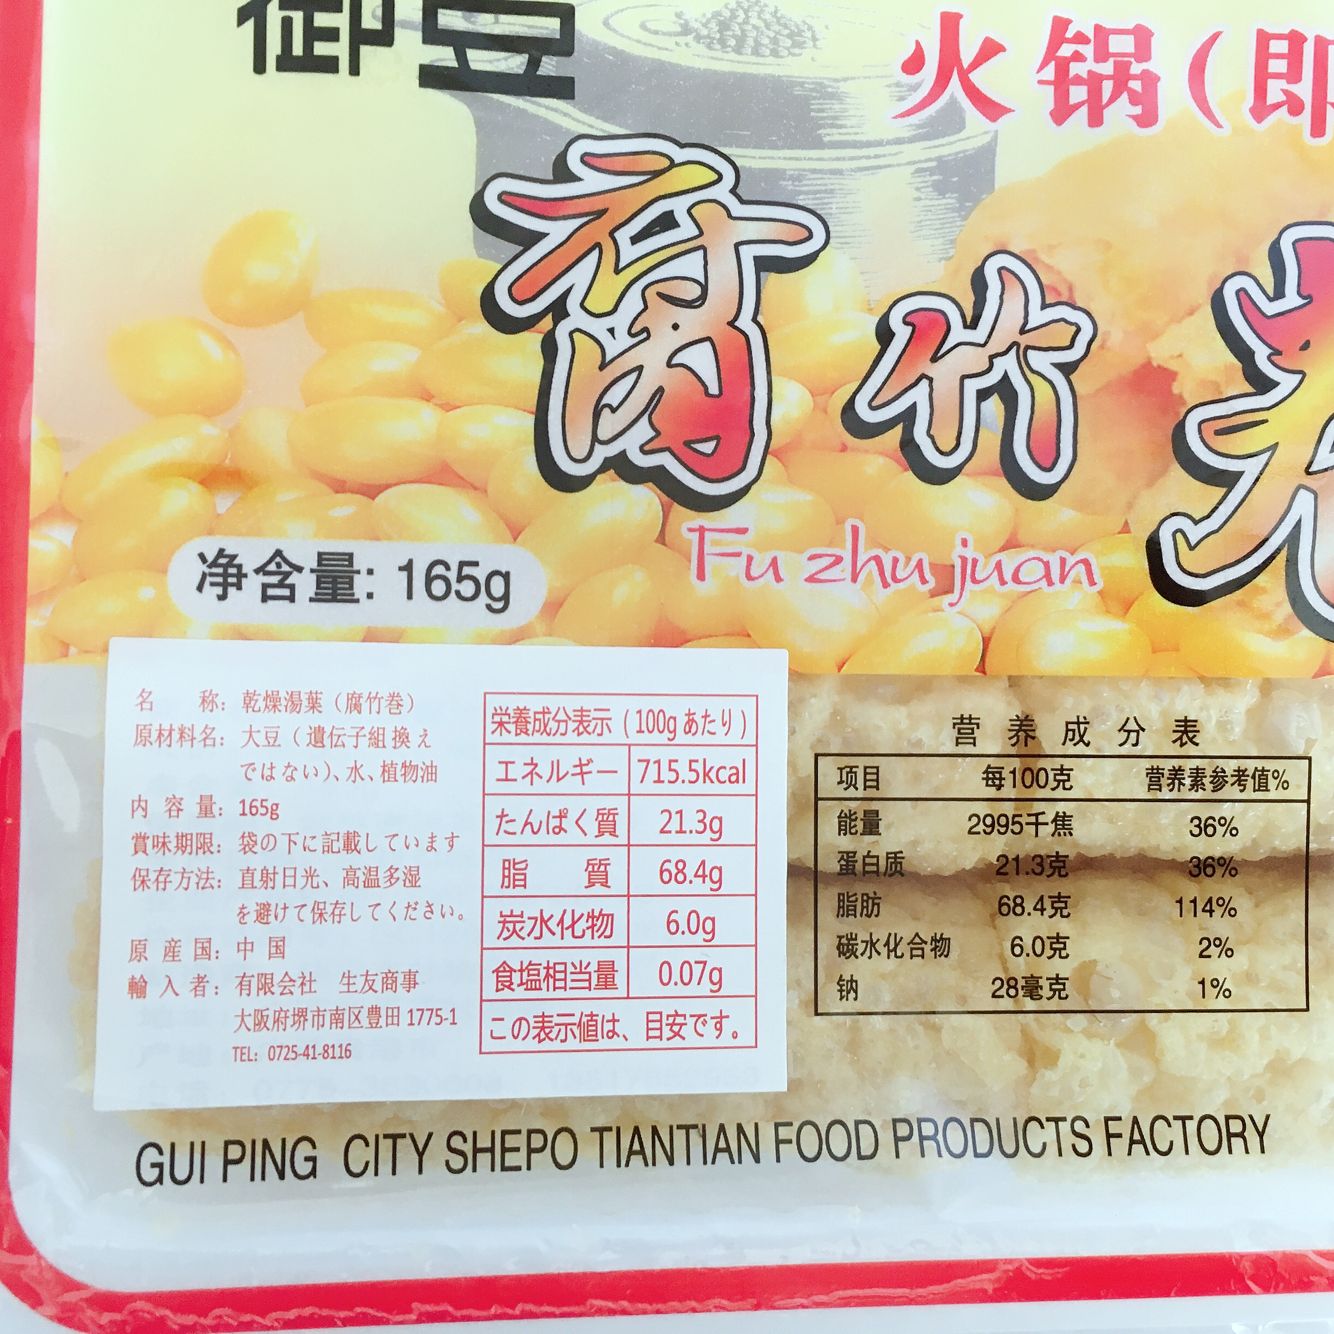 御豆
火锅(即
腐竹卷
Fu zhu juan
净含量: 165g
名 称: 乾燥湯葉（腐竹巻）
原材料名: 大豆（遺伝子組換え
ではない)、水、植物油
内 容 量: 165g
賞味期限: 袋の下に記載しています
保存方法: 直射日光、高温多湿
を避けて保存してください。
原 産 国: 中 国
輸 入 者: 有限会社 生友商事
大阪府堺市南区豊田 1775-1
TEL: 0725-41-8116
栄養成分表示 ( 100g あたり )
エネルギー 715.5kcal
たんぱく質 21.3g
脂 質 68.4g
炭水化物 6.0g
食塩相当量 0.07g
この表示値は、目安です。
营 养 成 分 表
项目 每100克 营养素参考值%
能量 2995千焦 36%
蛋白质 21.3克 36%
脂肪 68.4克 114%
碳水化合物 6.0克 2%
钠 28毫克 1%
GUI PING CITY SHEPO TIANTIAN FOOD PRODUCTS FACTORY